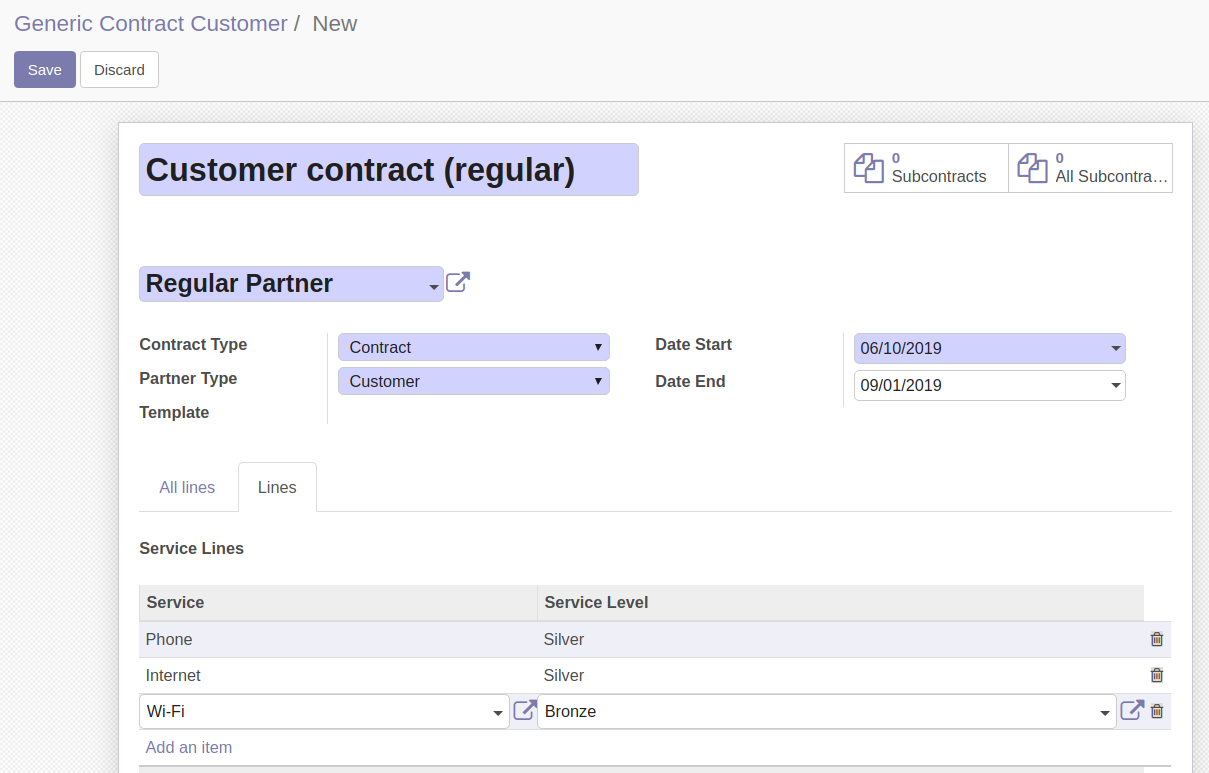 Generic Contract Customer / New
Save Discard
Customer contract (regular)
0
Subcontracts
0
All Subcontra...
Regular Partner
Contract Type Contract
Partner Type Customer
Template
Date Start 06/10/2019
Date End 09/01/2019
All lines Lines
Service Lines
Service Service Level
Phone Silver
Internet Silver
Wi-Fi Bronze
Add an item